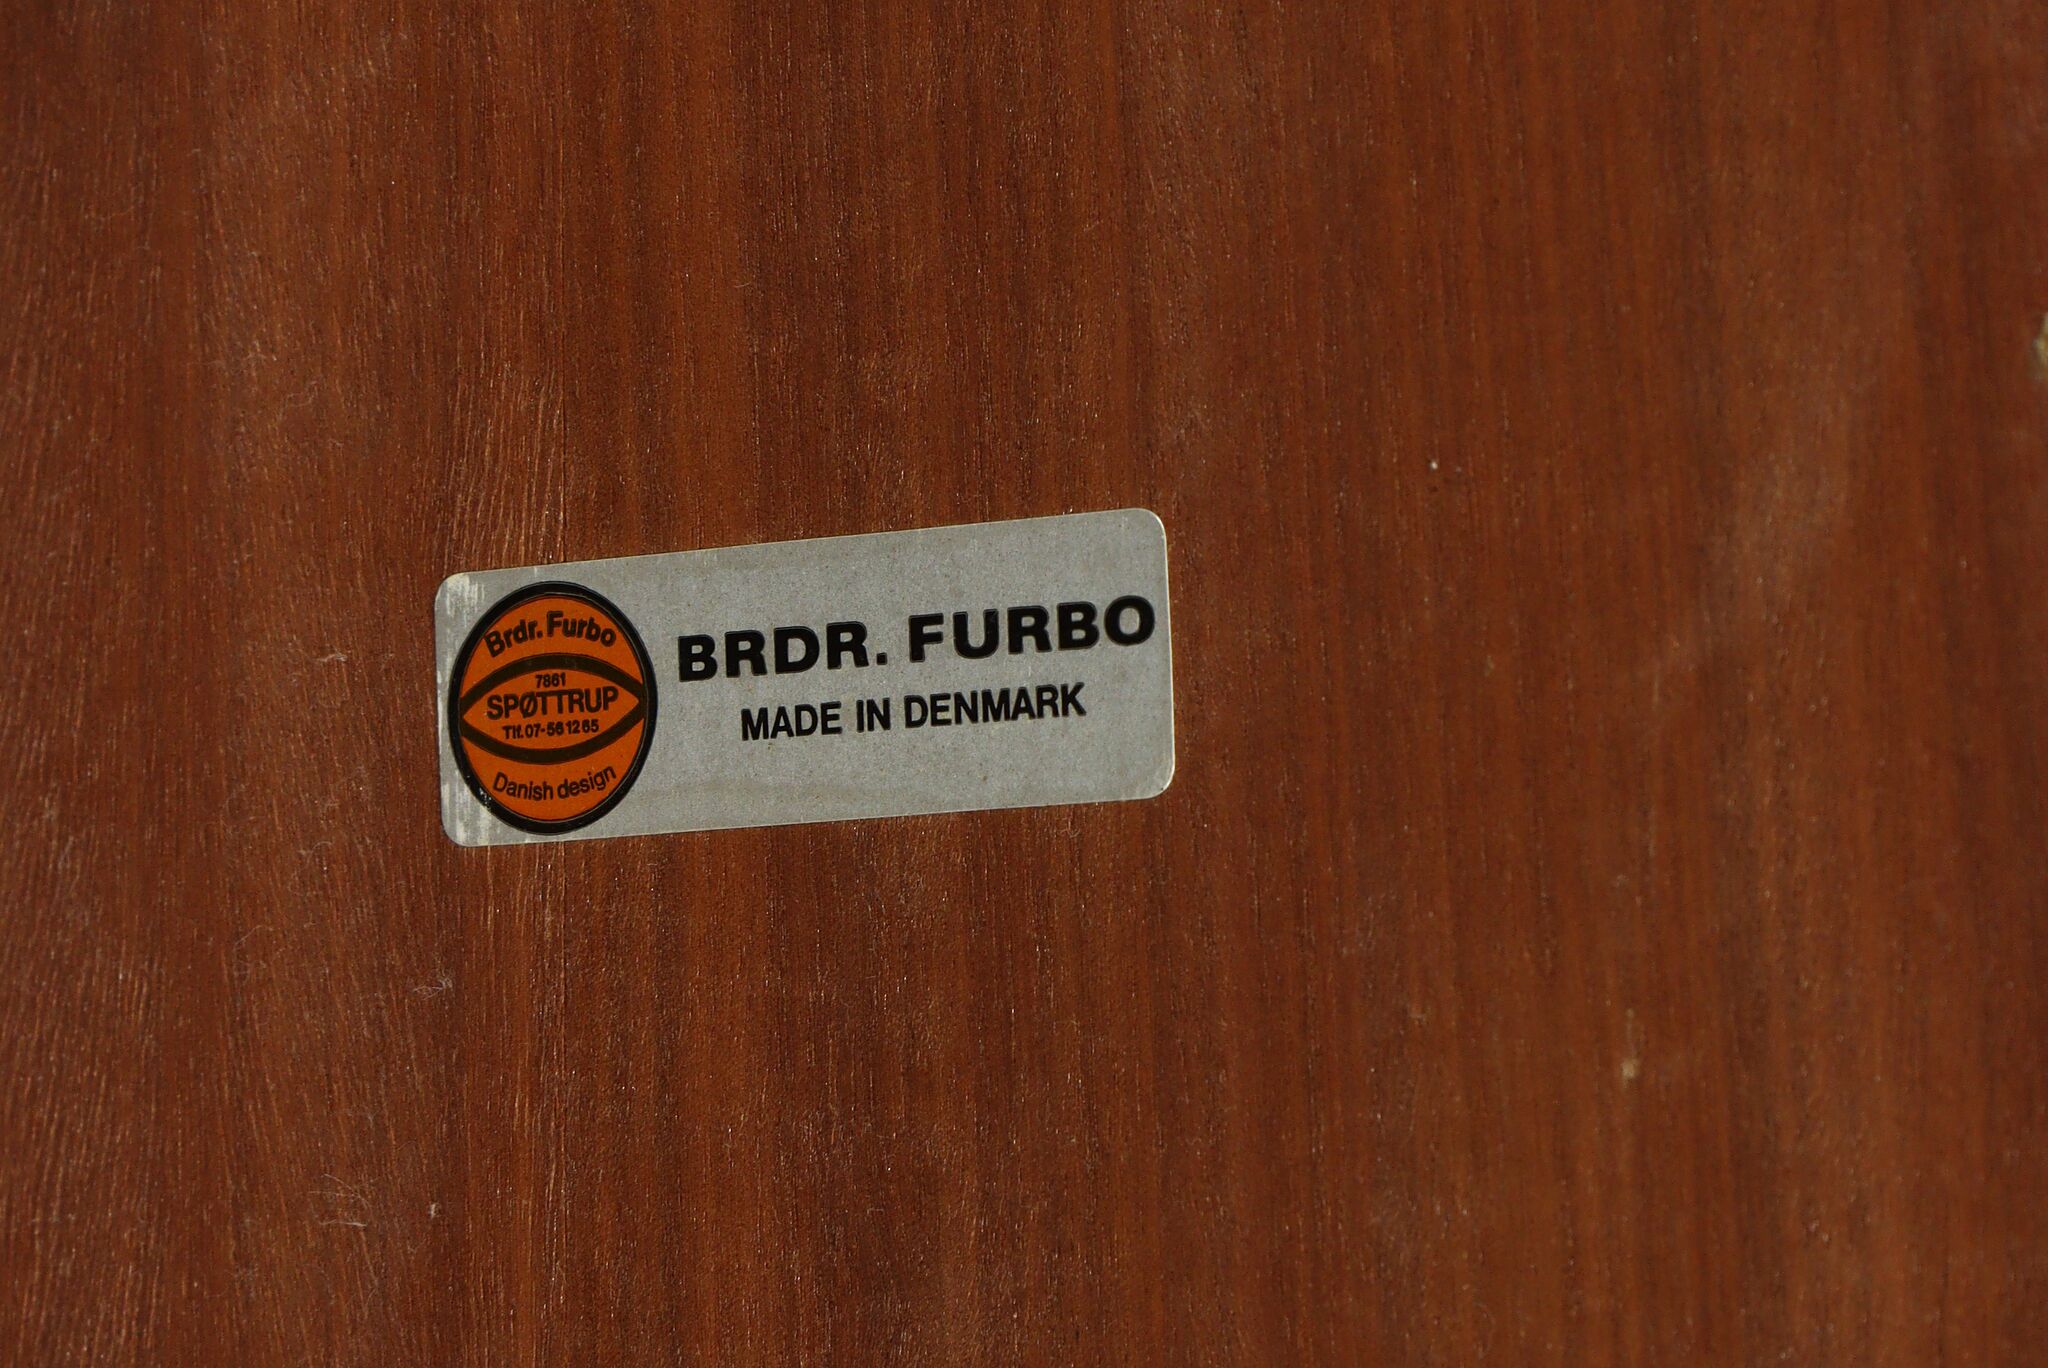 Brdr. Furbo
7861
SPØTTRUP
Tlf. 07-56 12 65
Danish design
BRDR. FURBO
MADE IN DENMARK